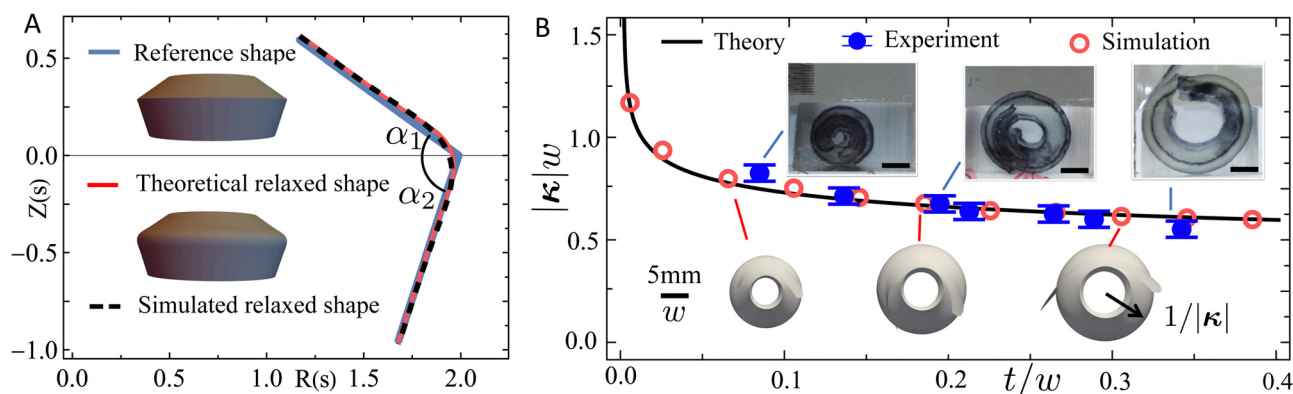 A
Reference shape
Theoretical relaxed shape
Simulated relaxed shape
α₁
α₂
Z(s)
0.5
0.0
−0.5
−1.0
0.0
0.5
1.0
R(s)
1.5
2.0
B
Theory
Experiment
Simulation
|κ|w
1.5
1.0
0.5
0.0
5mm
w
1/|κ|
0.0
0.1
0.2
t/w
0.3
0.4